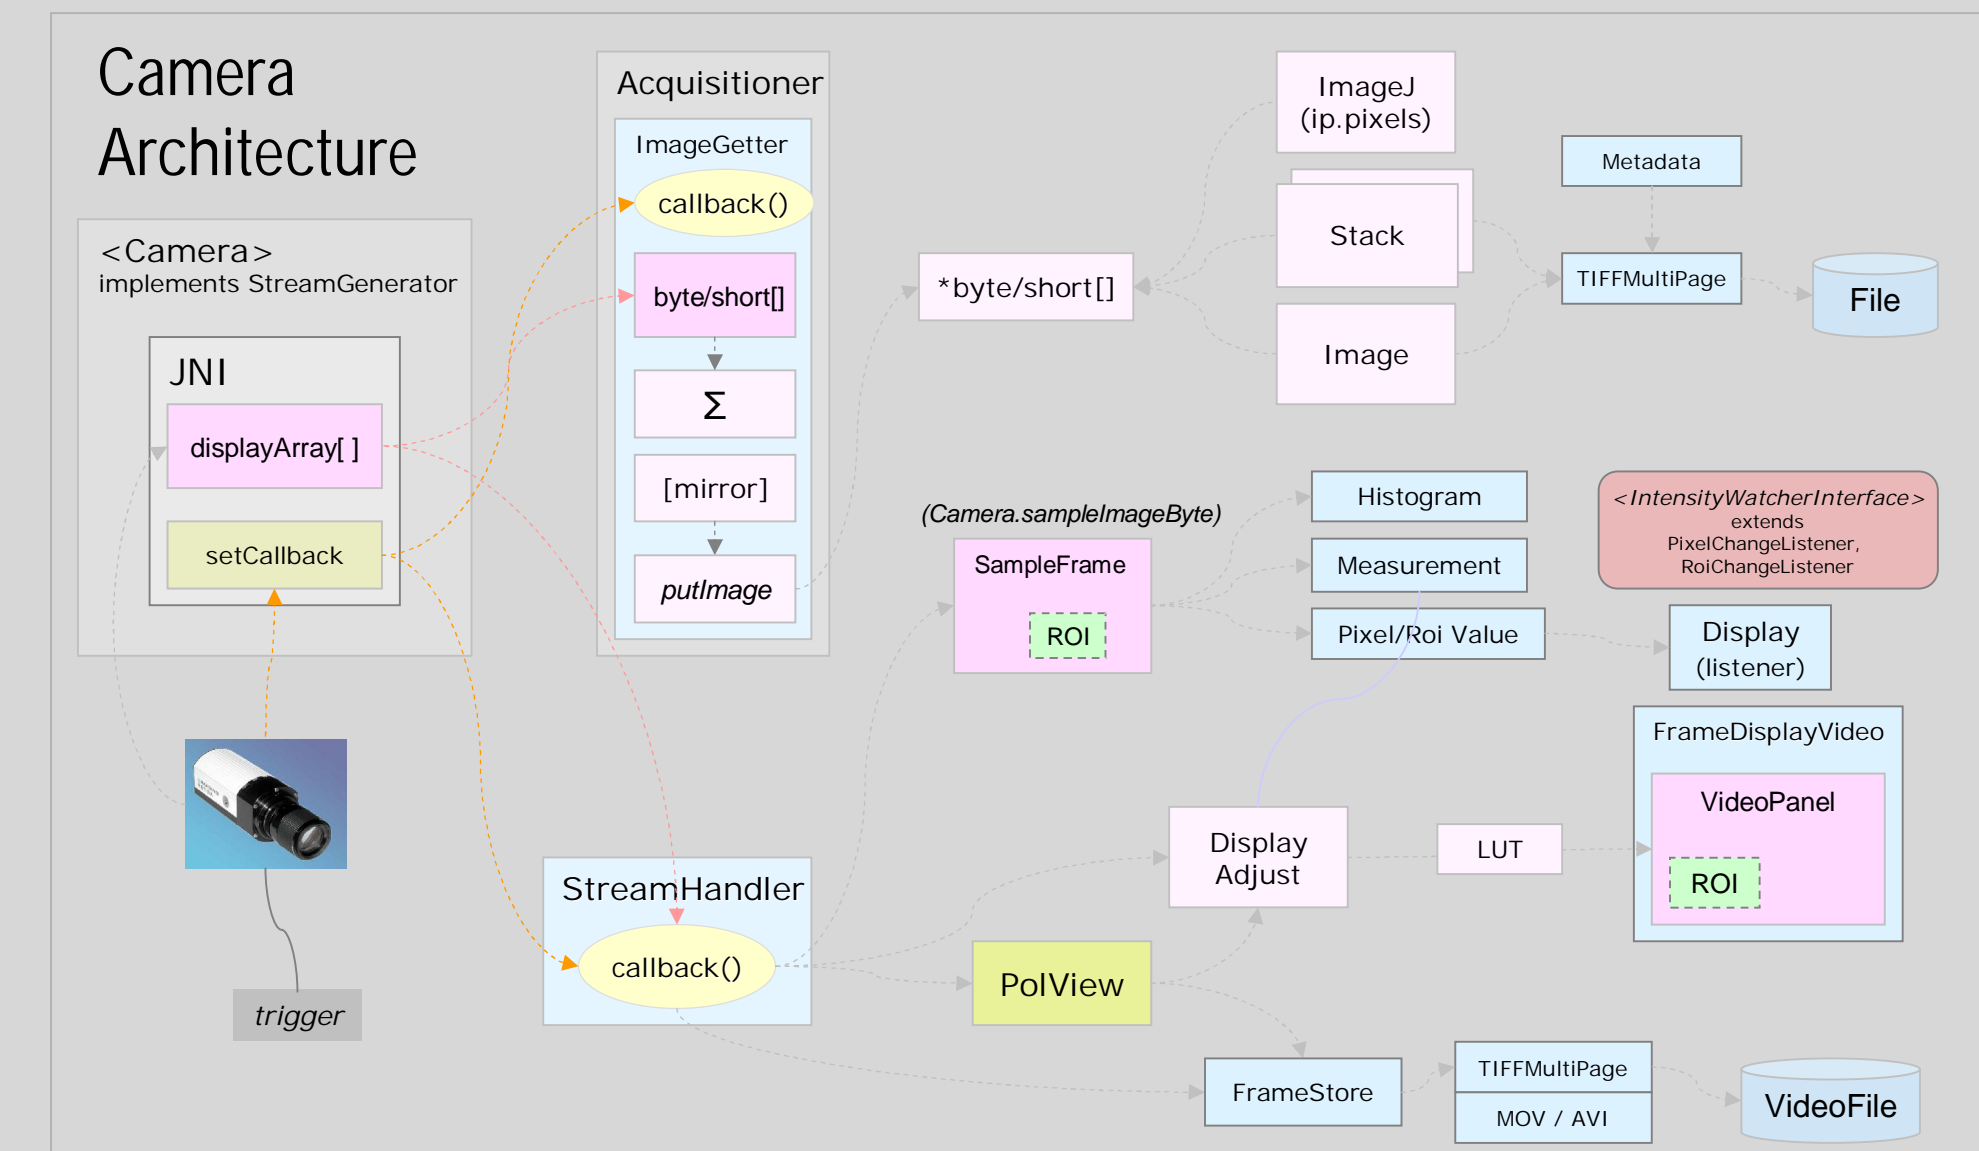 Camera
Architecture
<Camera>
implements StreamGenerator
JNI
displayArray[ ]
setCallback
trigger
Acquisitioner
ImageGetter
callback()
byte/short[]
Σ
[mirror]
putImage
StreamHandler
callback()
*byte/short[]
ImageJ
(ip.pixels)
Stack
Image
Metadata
TIFFMultiPage
File
(Camera.sampleImageByte)
SampleFrame
ROI
Histogram
Measurement
Pixel/Roi Value
<IntensityWatcherInterface>
extends
PixelChangeListener,
RoiChangeListener
Display
(listener)
FrameDisplayVideo
VideoPanel
ROI
Display
Adjust
LUT
PolView
FrameStore
TIFFMultiPage
MOV / AVI
VideoFile